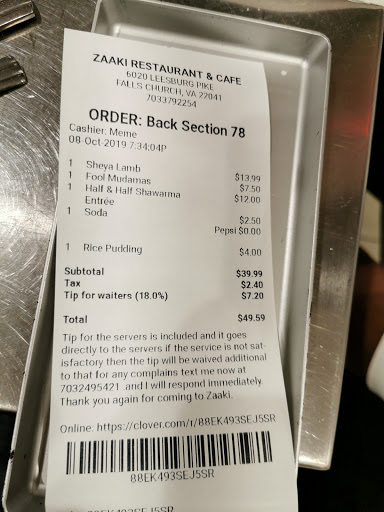 ZAAKI RESTAURANT & CAFE
6020 LEESBURG PIKE
FALLS CHURCH, VA 22041
7033792254
ORDER: Back Section 78
Cashier: Meme
08-Oct-2019 7:34:04P
1 Sheya Lamb $13.99
1 Fool Mudamas $7.50
1 Half & Half Shawarma $12.00
Entrée
1 Soda $2.50
Pepsi $0.00
1 Rice Pudding $4.00
Subtotal $39.99
Tax $2.40
Tip for waiters (18.0%) $7.20
Total $49.59
Tip for the servers is included and it goes
directly to the servers if the service is not sat-
isfactory then the tip will be waived additional
to that for any complains text me now at
7032495421 .and I will respond immediately.
Thank you again for coming to Zaaki.
Online: https://clover.com/r/88EK493SEJ5SR
88EK493SEJ5SR